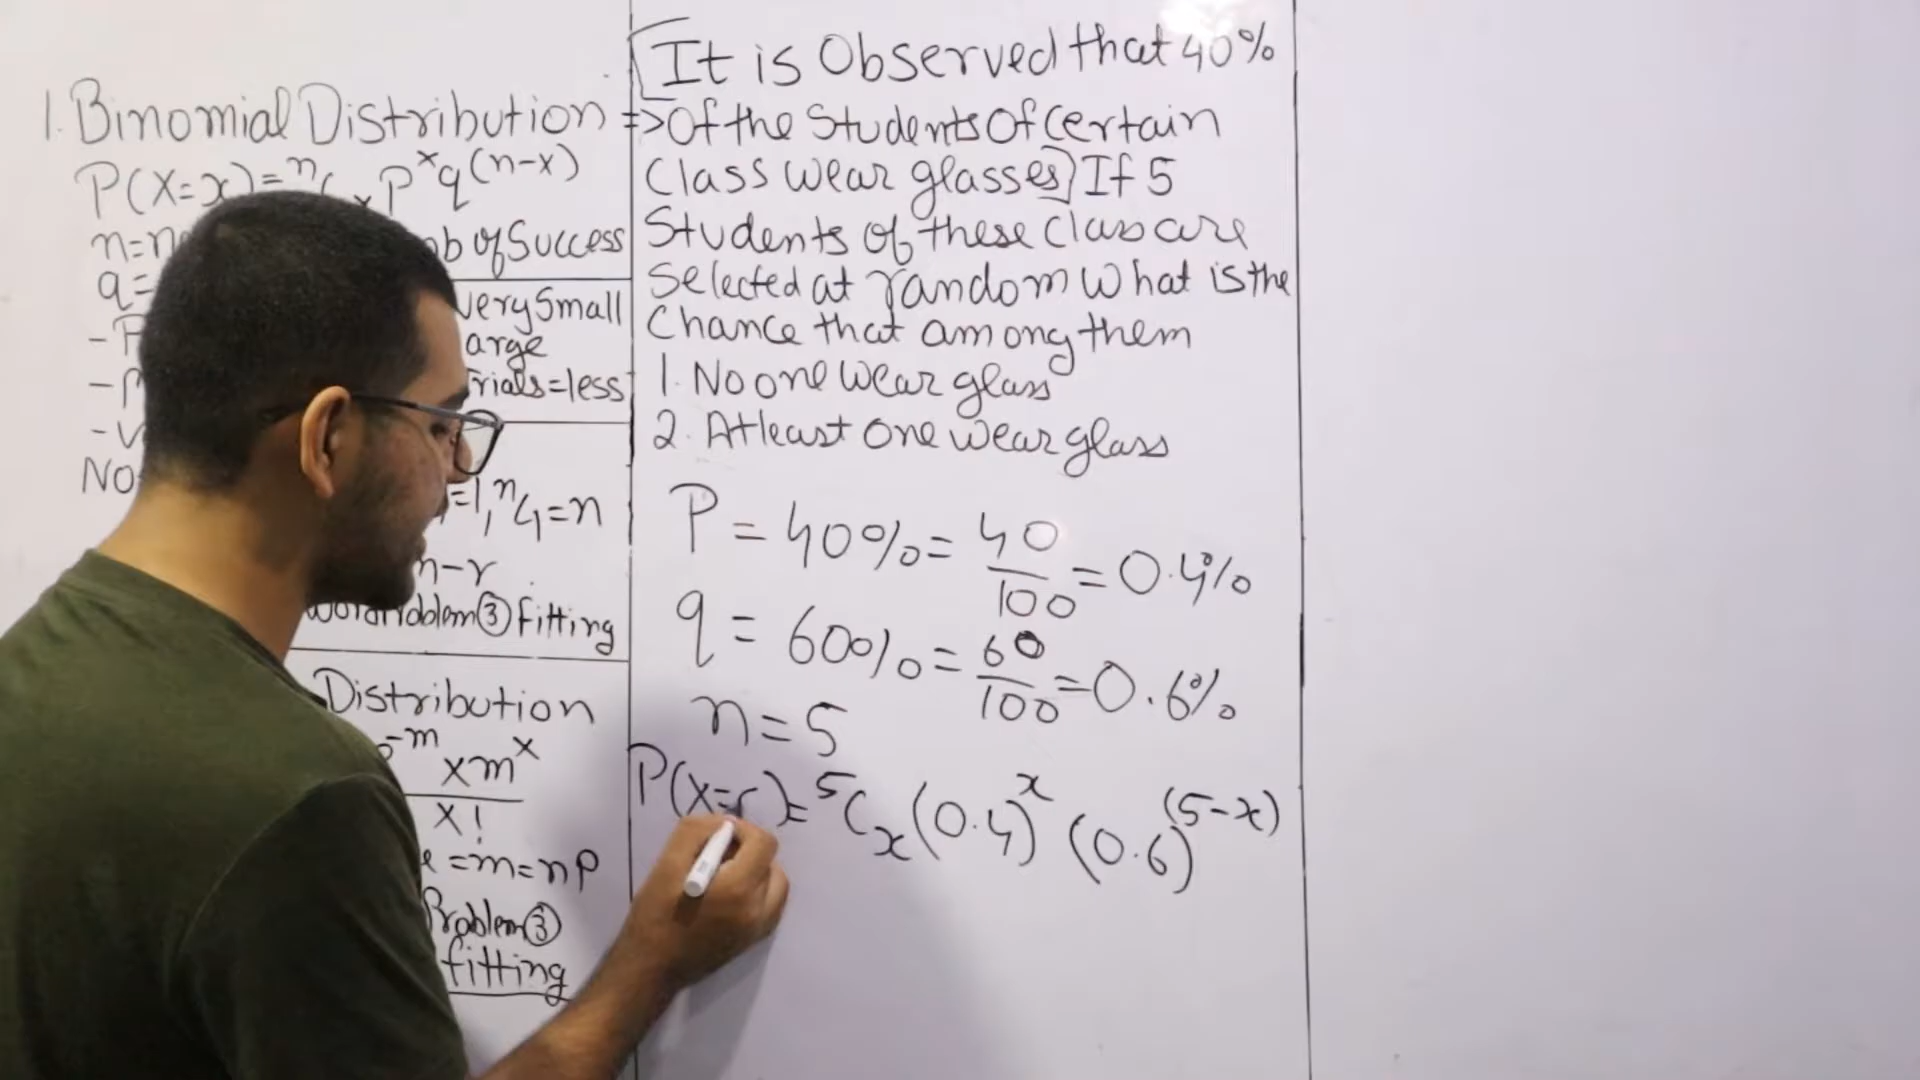 1. Binomial Distribution =>
P(X=x)=ⁿCₓ Pˣq⁽ⁿ⁻ˣ⁾
of Success
q=
Very Small
=less
NO
=1, ⁿC₁=n
n-r
Problem ③ fitting
Distribution
xmˣ
x!
=m=np
Problem ③
fitting
It is Observed that 40%
Of the Students Of Certain
Class wear glasses] If 5
Students of these Class are
Selected at random What is the
Chance that among them
1. No one wear glass
2. Atleast one wear glass
P = 40% = 40/100 = 0.4%
q = 60% = 60/100 = 0.6%
n = 5
P(x=r)= ⁵Cₓ (0.4)ˣ (0.6)⁽⁵⁻ˣ⁾